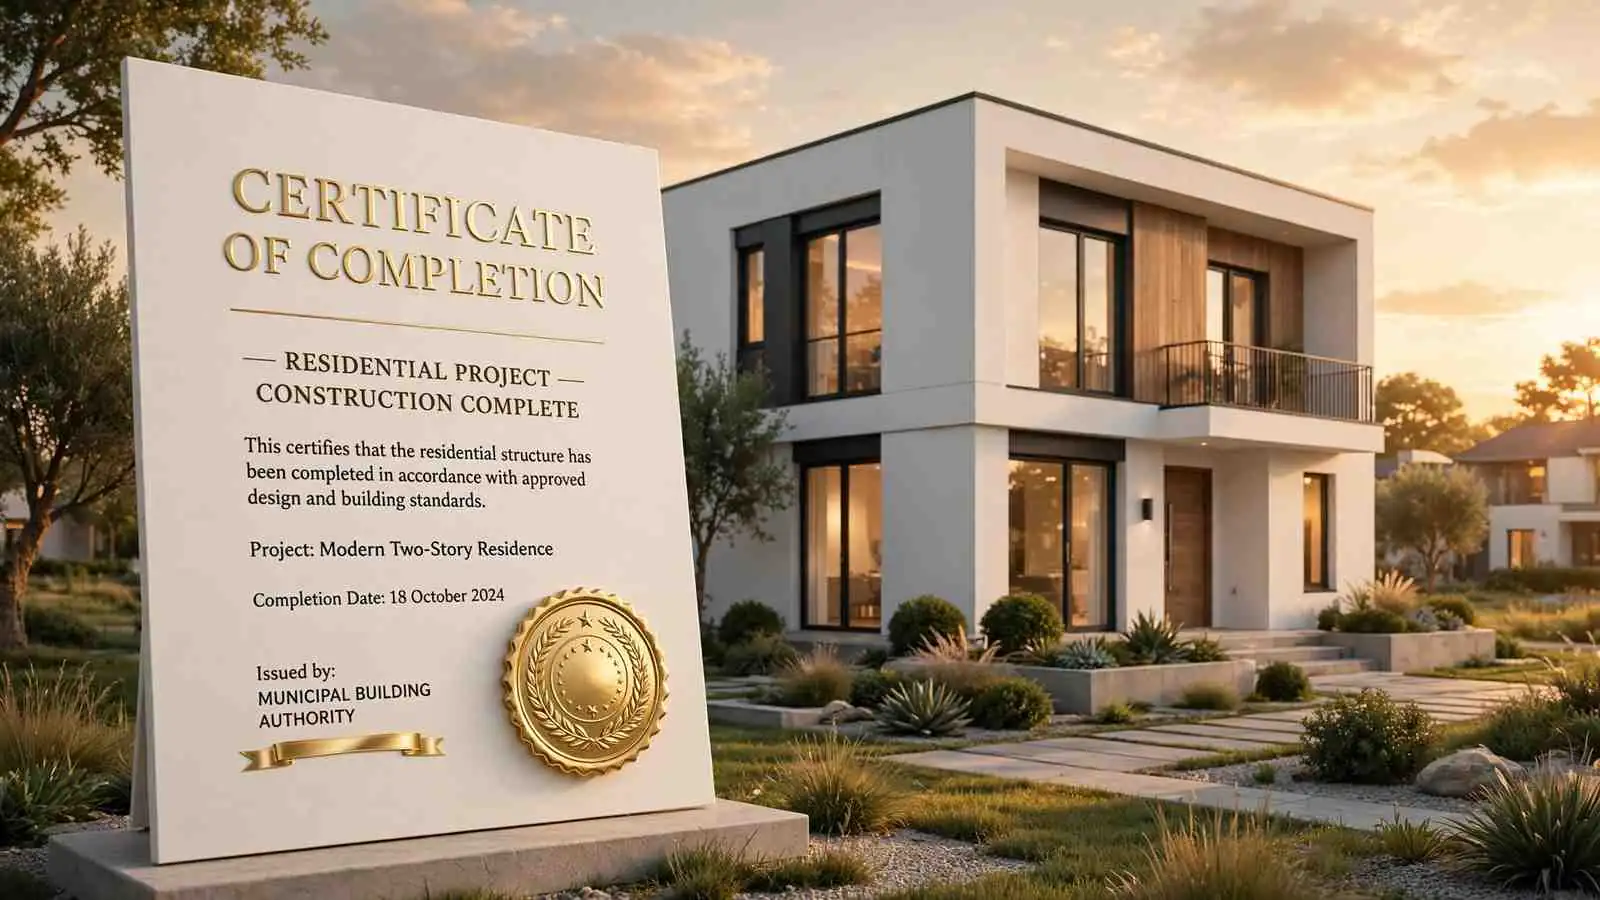 CERTIFICATE
OF COMPLETION
— RESIDENTIAL PROJECT —
CONSTRUCTION COMPLETE
This certifies that the residential structure has
been completed in accordance with approved
design and building standards.
Project: Modern Two-Story Residence
Completion Date: 18 October 2024
Issued by:
MUNICIPAL BUILDING
AUTHORITY